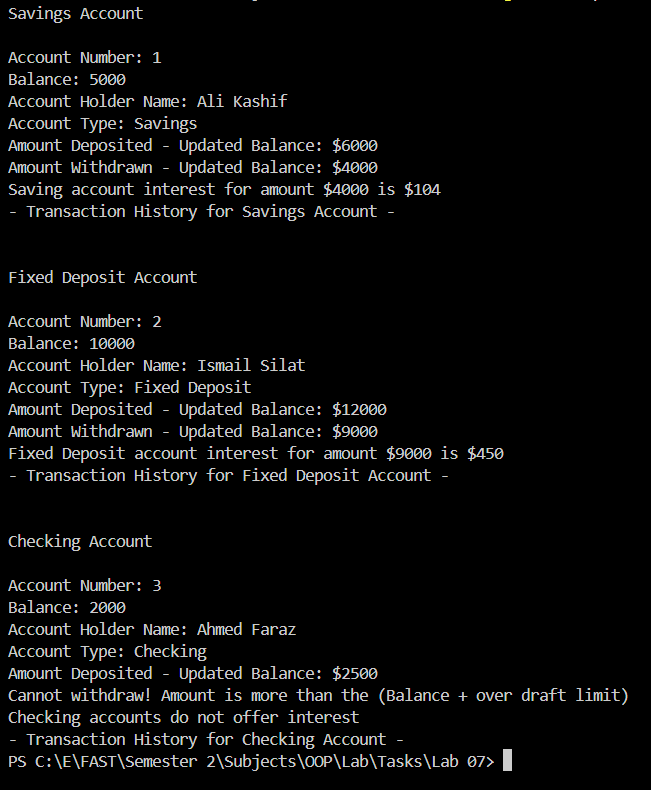 Savings Account
Account Number: 1
Balance: 5000
Account Holder Name: Ali Kashif
Account Type: Savings
Amount Deposited - Updated Balance: $6000
Amount Withdrawn - Updated Balance: $4000
Saving account interest for amount $4000 is $104
- Transaction History for Savings Account -
Fixed Deposit Account
Account Number: 2
Balance: 10000
Account Holder Name: Ismail Silat
Account Type: Fixed Deposit
Amount Deposited - Updated Balance: $12000
Amount Withdrawn - Updated Balance: $9000
Fixed Deposit account interest for amount $9000 is $450
- Transaction History for Fixed Deposit Account -
Checking Account
Account Number: 3
Balance: 2000
Account Holder Name: Ahmed Faraz
Account Type: Checking
Amount Deposited - Updated Balance: $2500
Cannot withdraw! Amount is more than the (Balance + over draft limit)
Checking accounts do not offer interest
- Transaction History for Checking Account -
PS C:\E\FAST\Semester 2\Subjects\OOP\Lab\Tasks\Lab 07>